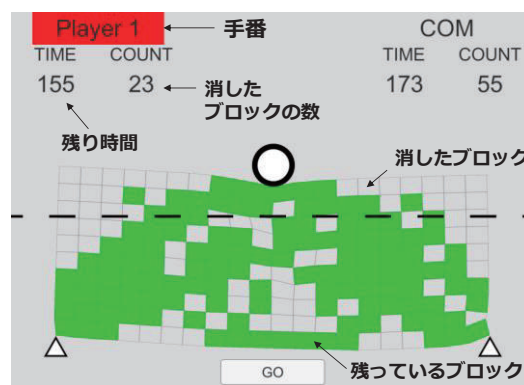 Player 1
手番
COM
TIME COUNT
TIME COUNT
155 23
173 55
消した
ブロックの数
残り時間
消したブロック
残っているブロック
GO